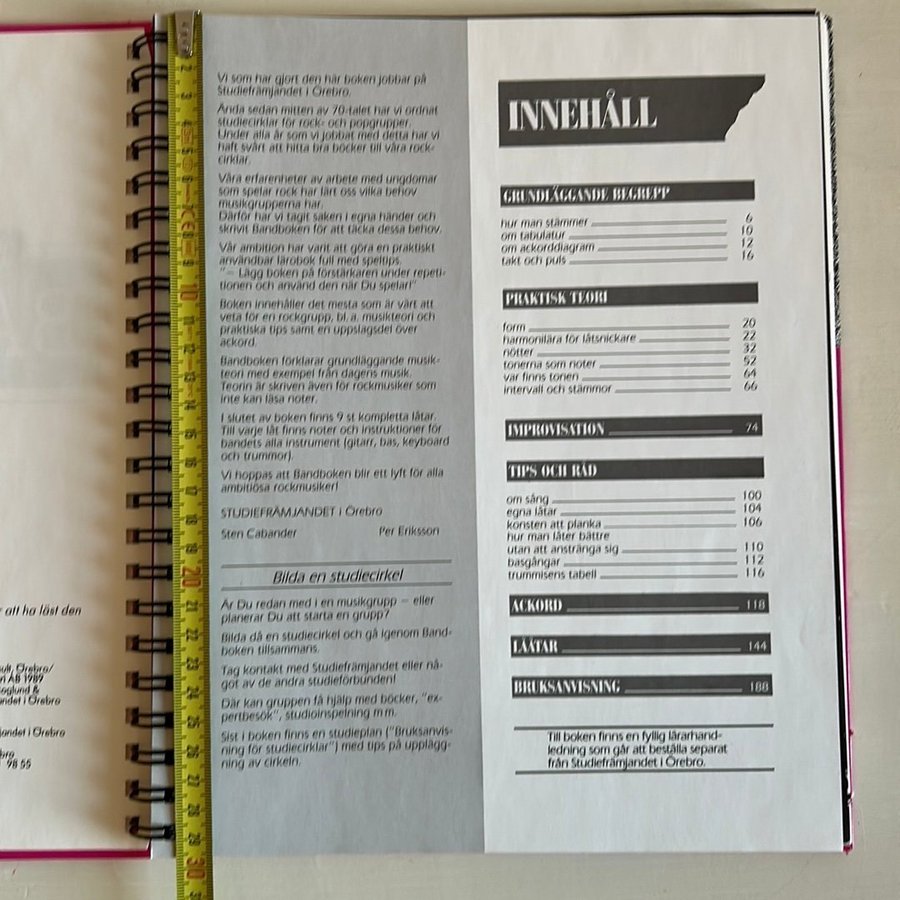 Vi som har gjort den här boken jobbar på
Studiefrämjandet i Örebro.
Ända sedan mitten av 70-talet har vi ordnat
studiecirklar för rock- och popgrupper.
Under alla år som vi jobbat med detta har vi
haft svårt att hitta bra böcker till våra rock-
cirklar.
Våra erfarenheter av arbete med ungdomar
som spelar rock har lärt oss vilka behov
musikgrupperna har.
Därför har vi tagit saken i egna händer och
skrivit Bandboken för att täcka dessa behov.
Vår ambition har varit att göra en praktiskt
användbar lärobok full med speltips.
"– Lägg boken på förstärkaren under repeti-
tionen och använd den när Du spelar!"
Boken innehåller det mesta som är värt att
veta för en rockgrupp, bl. a. musikteori och
praktiska tips samt en uppslagsdel över
ackord.
Bandboken förklarar grundläggande musik-
teori med exempel från dagens musik.
Teorin är skriven även för rockmusiker som
inte kan läsa noter.
I slutet av boken finns 9 st kompletta låtar.
Till varje låt finns noter och instruktioner för
bandets alla instrument (gitarr, bas, keyboard
och trummor).
Vi hoppas att Bandboken blir ett lyft för alla
ambitiösa rockmusiker!
STUDIEFRÄMJANDET i Örebro
Sten Cabander Per Eriksson
Bilda en studiecirkel
Är Du redan med i en musikgrupp – eller
planerar Du att starta en grupp?
Bilda då en studiecirkel och gå igenom Band-
boken tillsammans.
Tag kontakt med Studiefrämjandet eller nå-
got av de andra studieförbunden!
Där kan gruppen få hjälp med böcker, "ex-
pertbesök", studioinspelning m m.
Sist i boken finns en studieplan ("Bruksanvis-
ning för studiecirklar") med tips på upplägg-
ning av cirkeln.
INNEHÅLL
GRUNDLÄGGANDE BEGREPP
hur man stämmer 6
om tabulatur 10
om ackorddiagram 12
takt och puls 16
PRAKTISK TEORI
form 20
harmonilära för låtsnickare 22
nötter 32
tonerna som noter 52
var finns tonen 64
intervall och stämmor 66
IMPROVISATION 74
TIPS OCH RÅD
om sång 100
egna låtar 104
konsten att planka 106
hur man låter bättre
utan att anstränga sig 110
basgångar 112
trummisens tabell 116
ACKORD 118
LÅÅTAR 144
BRUKSANVISNING 188
Till boken finns en fyllig lärarhand-
ledning som går att beställa separat
från Studiefrämjandet i Örebro.
att ha läst den
Örebro/
AB 1989
oglund &
andet i Örebro
andet i Örebro
98 55